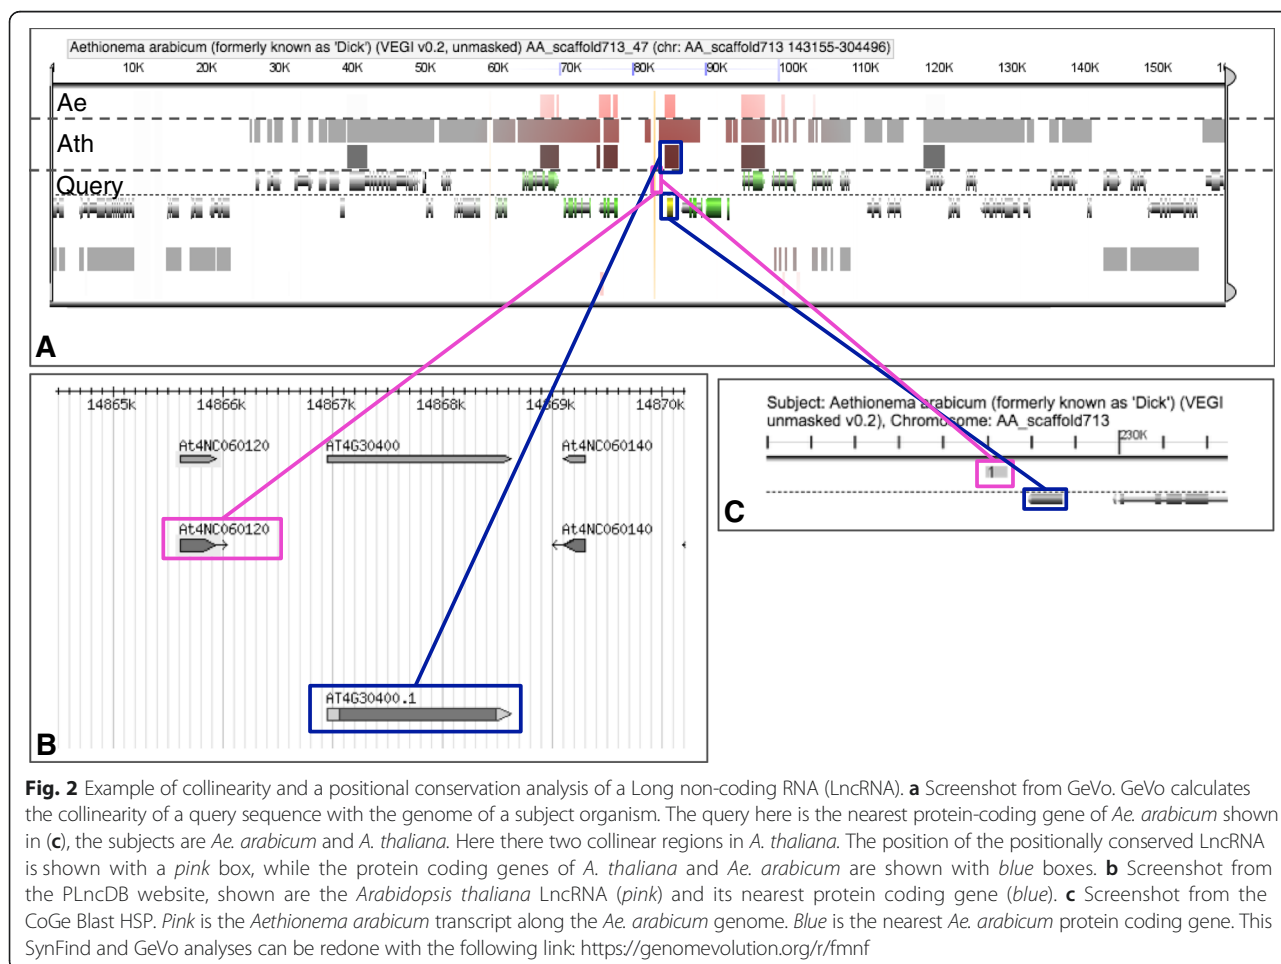 Aethionema arabicum (formerly known as 'Dick') (VEGI v0.2, unmasked) AA_scaffold713_47 (chr: AA_scaffold713 143155-304496)
10K 20K 30K 40K 50K 60K 70K 80K 90K 100K 110K 120K 130K 140K 150K
Ae
Ath
Query
A
14865k 14866k 14867k 14868k 14869k 14870k
At4NC060120 AT4G30400 At4NC060140
At4NC060120 At4NC060140
AT4G30400.1
B
Subject: Aethionema arabicum (formerly known as 'Dick') (VEGI
unmasked v0.2), Chromosome: AA_scaffold713
230K
1
C
Fig. 2 Example of collinearity and a positional conservation analysis of a Long non-coding RNA (LncRNA). a Screenshot from GeVo. GeVo calculates
the collinearity of a query sequence with the genome of a subject organism. The query here is the nearest protein-coding gene of Ae. arabicum shown
in (c), the subjects are Ae. arabicum and A. thaliana. Here there two collinear regions in A. thaliana. The position of the positionally conserved LncRNA
is shown with a pink box, while the protein coding genes of A. thaliana and Ae. arabicum are shown with blue boxes. b Screenshot from
the PLncDB website, shown are the Arabidopsis thaliana LncRNA (pink) and its nearest protein coding gene (blue). c Screenshot from the
CoGe Blast HSP. Pink is the Aethionema arabicum transcript along the Ae. arabicum genome. Blue is the nearest Ae. arabicum protein coding gene. This
SynFind and GeVo analyses can be redone with the following link: https://genomevolution.org/r/fmnf